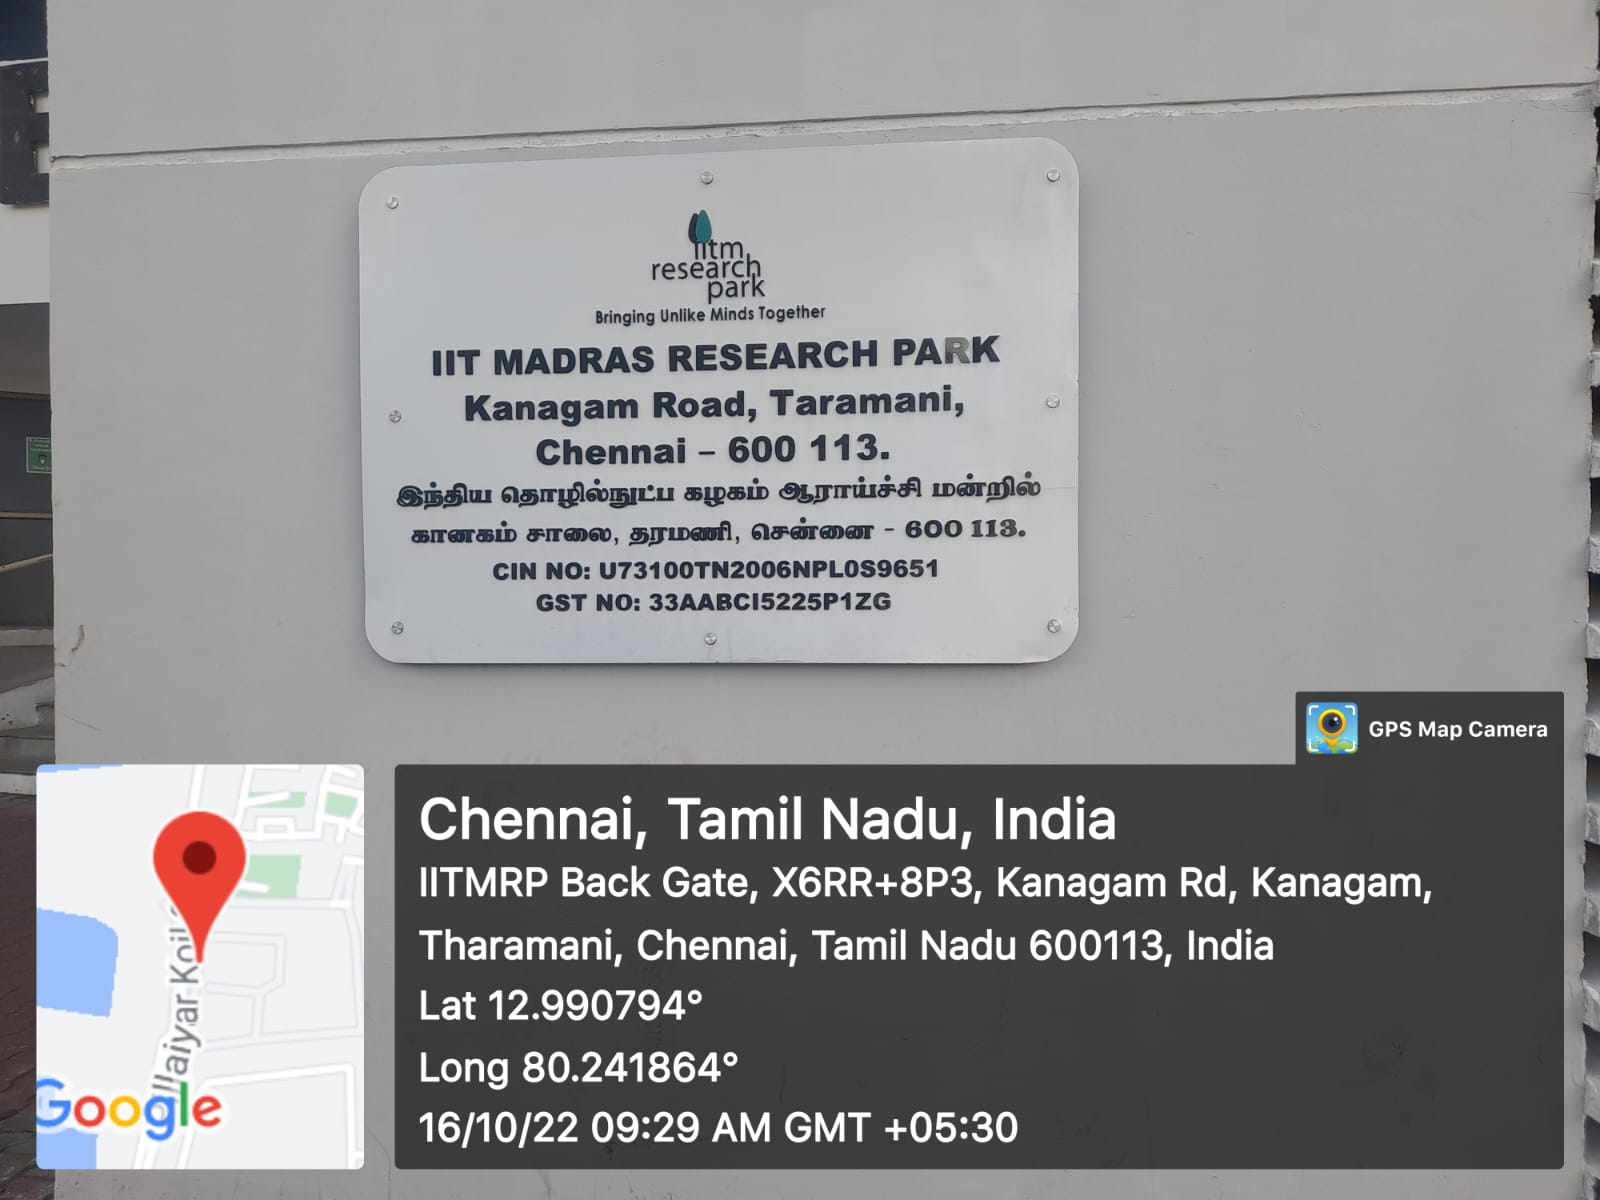 iitm
research
park
Bringing Unlike Minds Together
IIT MADRAS RESEARCH PARK
Kanagam Road, Taramani,
Chennai – 600 113.
இந்திய தொழில்நுட்ப கழகம் ஆராய்ச்சி மன்றில்
கானகம் சாலை, தரமணி, சென்னை - 600 113.
CIN NO: U73100TN2006NPL0S9651
GST NO: 33AABCI5225P1ZG
GPS Map Camera
Chennai, Tamil Nadu, India
IITMRP Back Gate, X6RR+8P3, Kanagam Rd, Kanagam,
Tharamani, Chennai, Tamil Nadu 600113, India
Lat 12.990794°
Long 80.241864°
16/10/22 09:29 AM GMT +05:30
Google